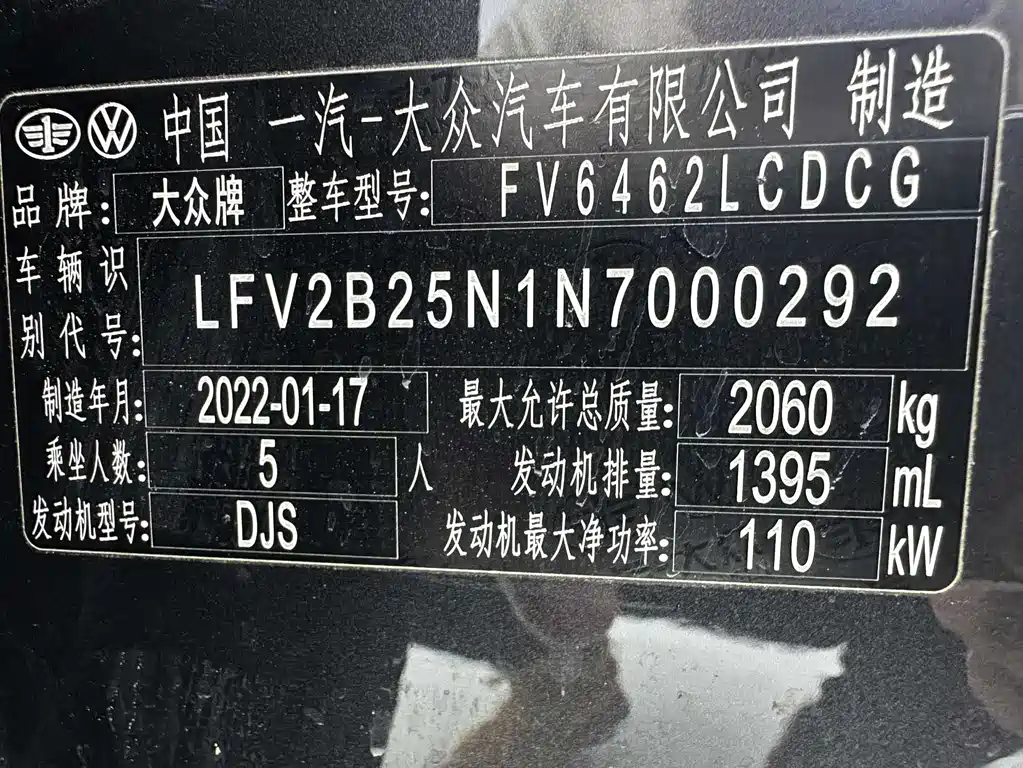 中国 一汽-大众汽车有限公司 制造
品牌: 大众牌 整车型号: FV6462LCDCG
车辆识
别代号: LFV2B25N1N7000292
制造年月: 2022-01-17 最大允许总质量: 2060 kg
乘坐人数: 5 人 发动机排量: 1395 mL
发动机型号: DJS 发动机最大净功率: 110 kW